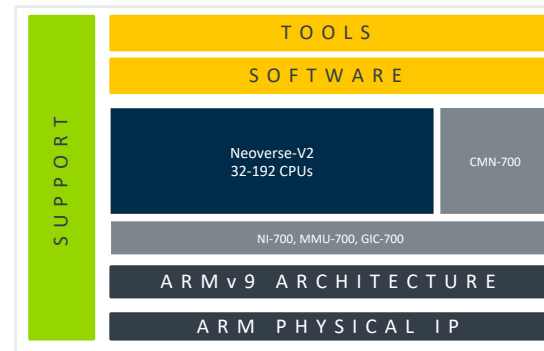 SUPPORT
TOOLS
SOFTWARE
Neoverse-V2
32-192 CPUs
CMN-700
NI-700, MMU-700, GIC-700
ARMv9 ARCHITECTURE
ARM PHYSICAL IP